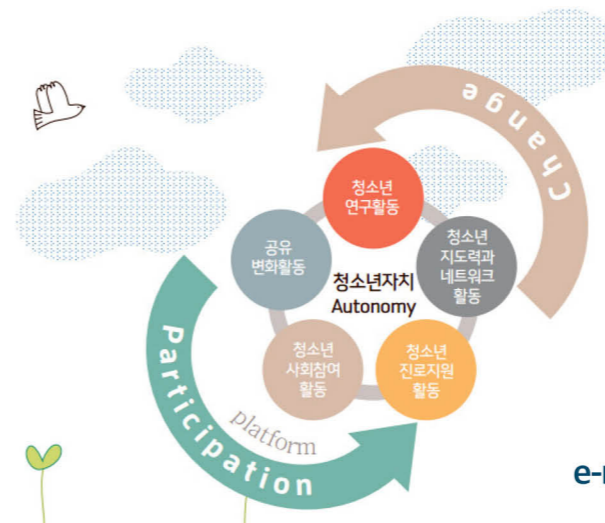 Change
청소년
연구활동
공유
변화활동
청소년
지도력과
네트워크
활동
청소년자치
Autonomy
청소년
사회참여
활동
청소년
진로지원
활동
platform
Participation